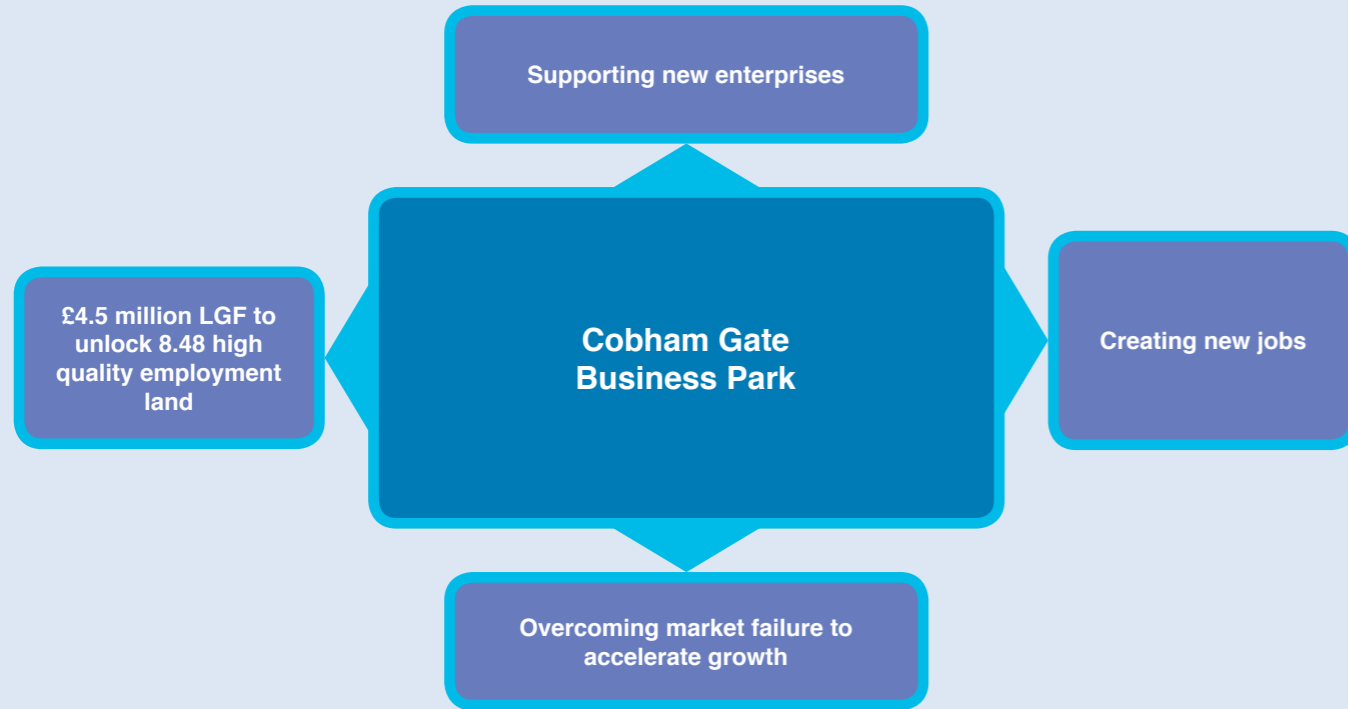 Supporting new enterprises
£4.5 million LGF to
unlock 8.48 high
quality employment
land
Cobham Gate
Business Park
Creating new jobs
Overcoming market failure to
accelerate growth